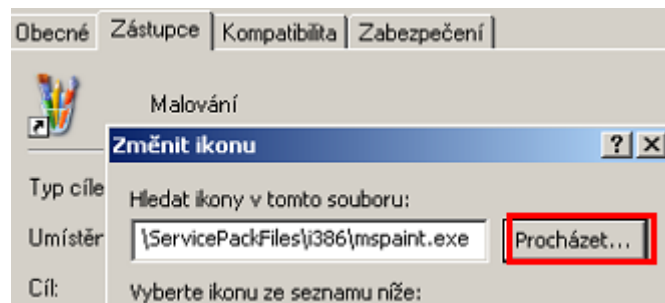 Obecné Zástupce Kompatibilita Zabezpečení
Malování
Změnit ikonu
Typ cíle
Hledat ikony v tomto souboru:
Umístěr \ServicePackFiles\i386\mspaint.exe Procházet...
Cíl: Vyberte ikonu ze seznamu níže: